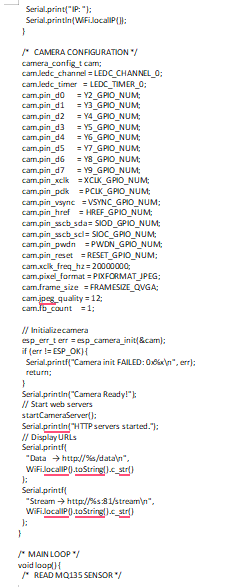 Serial.print("IP: ");
Serial.println(WiFi.localIP());
}
/* CAMERA CONFIGURATION */
camera_config_t cam;
cam.ledc_channel = LEDC_CHANNEL_0;
cam.ledc_timer = LEDC_TIMER_0;
cam.pin_d0 = Y2_GPIO_NUM;
cam.pin_d1 = Y3_GPIO_NUM;
cam.pin_d2 = Y4_GPIO_NUM;
cam.pin_d3 = Y5_GPIO_NUM;
cam.pin_d4 = Y6_GPIO_NUM;
cam.pin_d5 = Y7_GPIO_NUM;
cam.pin_d6 = Y8_GPIO_NUM;
cam.pin_d7 = Y9_GPIO_NUM;
cam.pin_xclk = XCLK_GPIO_NUM;
cam.pin_pclk = PCLK_GPIO_NUM;
cam.pin_vsync = VSYNC_GPIO_NUM;
cam.pin_href = HREF_GPIO_NUM;
cam.pin_sscb_sda = SIOD_GPIO_NUM;
cam.pin_sscb_scl = SIOC_GPIO_NUM;
cam.pin_pwdn = PWDN_GPIO_NUM;
cam.pin_reset = RESET_GPIO_NUM;
cam.xclk_freq_hz = 20000000;
cam.pixel_format = PIXFORMAT_JPEG;
cam.frame_size = FRAMESIZE_QVGA;
cam.jpeg_quality = 12;
cam.fb_count = 1;
// Initialize camera
esp_err_t err = esp_camera_init(&cam);
if (err != ESP_OK) {
Serial.printf("Camera init FAILED: 0x%x\n", err);
return;
}
Serial.println("Camera Ready!");
// Start web servers
startCameraServer();
Serial.println("HTTP servers started.");
// Display URLs
Serial.printf(
"Data → http://%s/data\n",
WiFi.localIP().toString().c_str()
);
Serial.printf(
"Stream → http://%s:81/stream\n",
WiFi.localIP().toString().c_str()
);
}
/* MAIN LOOP */
void loop() {
/* READ MQ135 SENSOR */